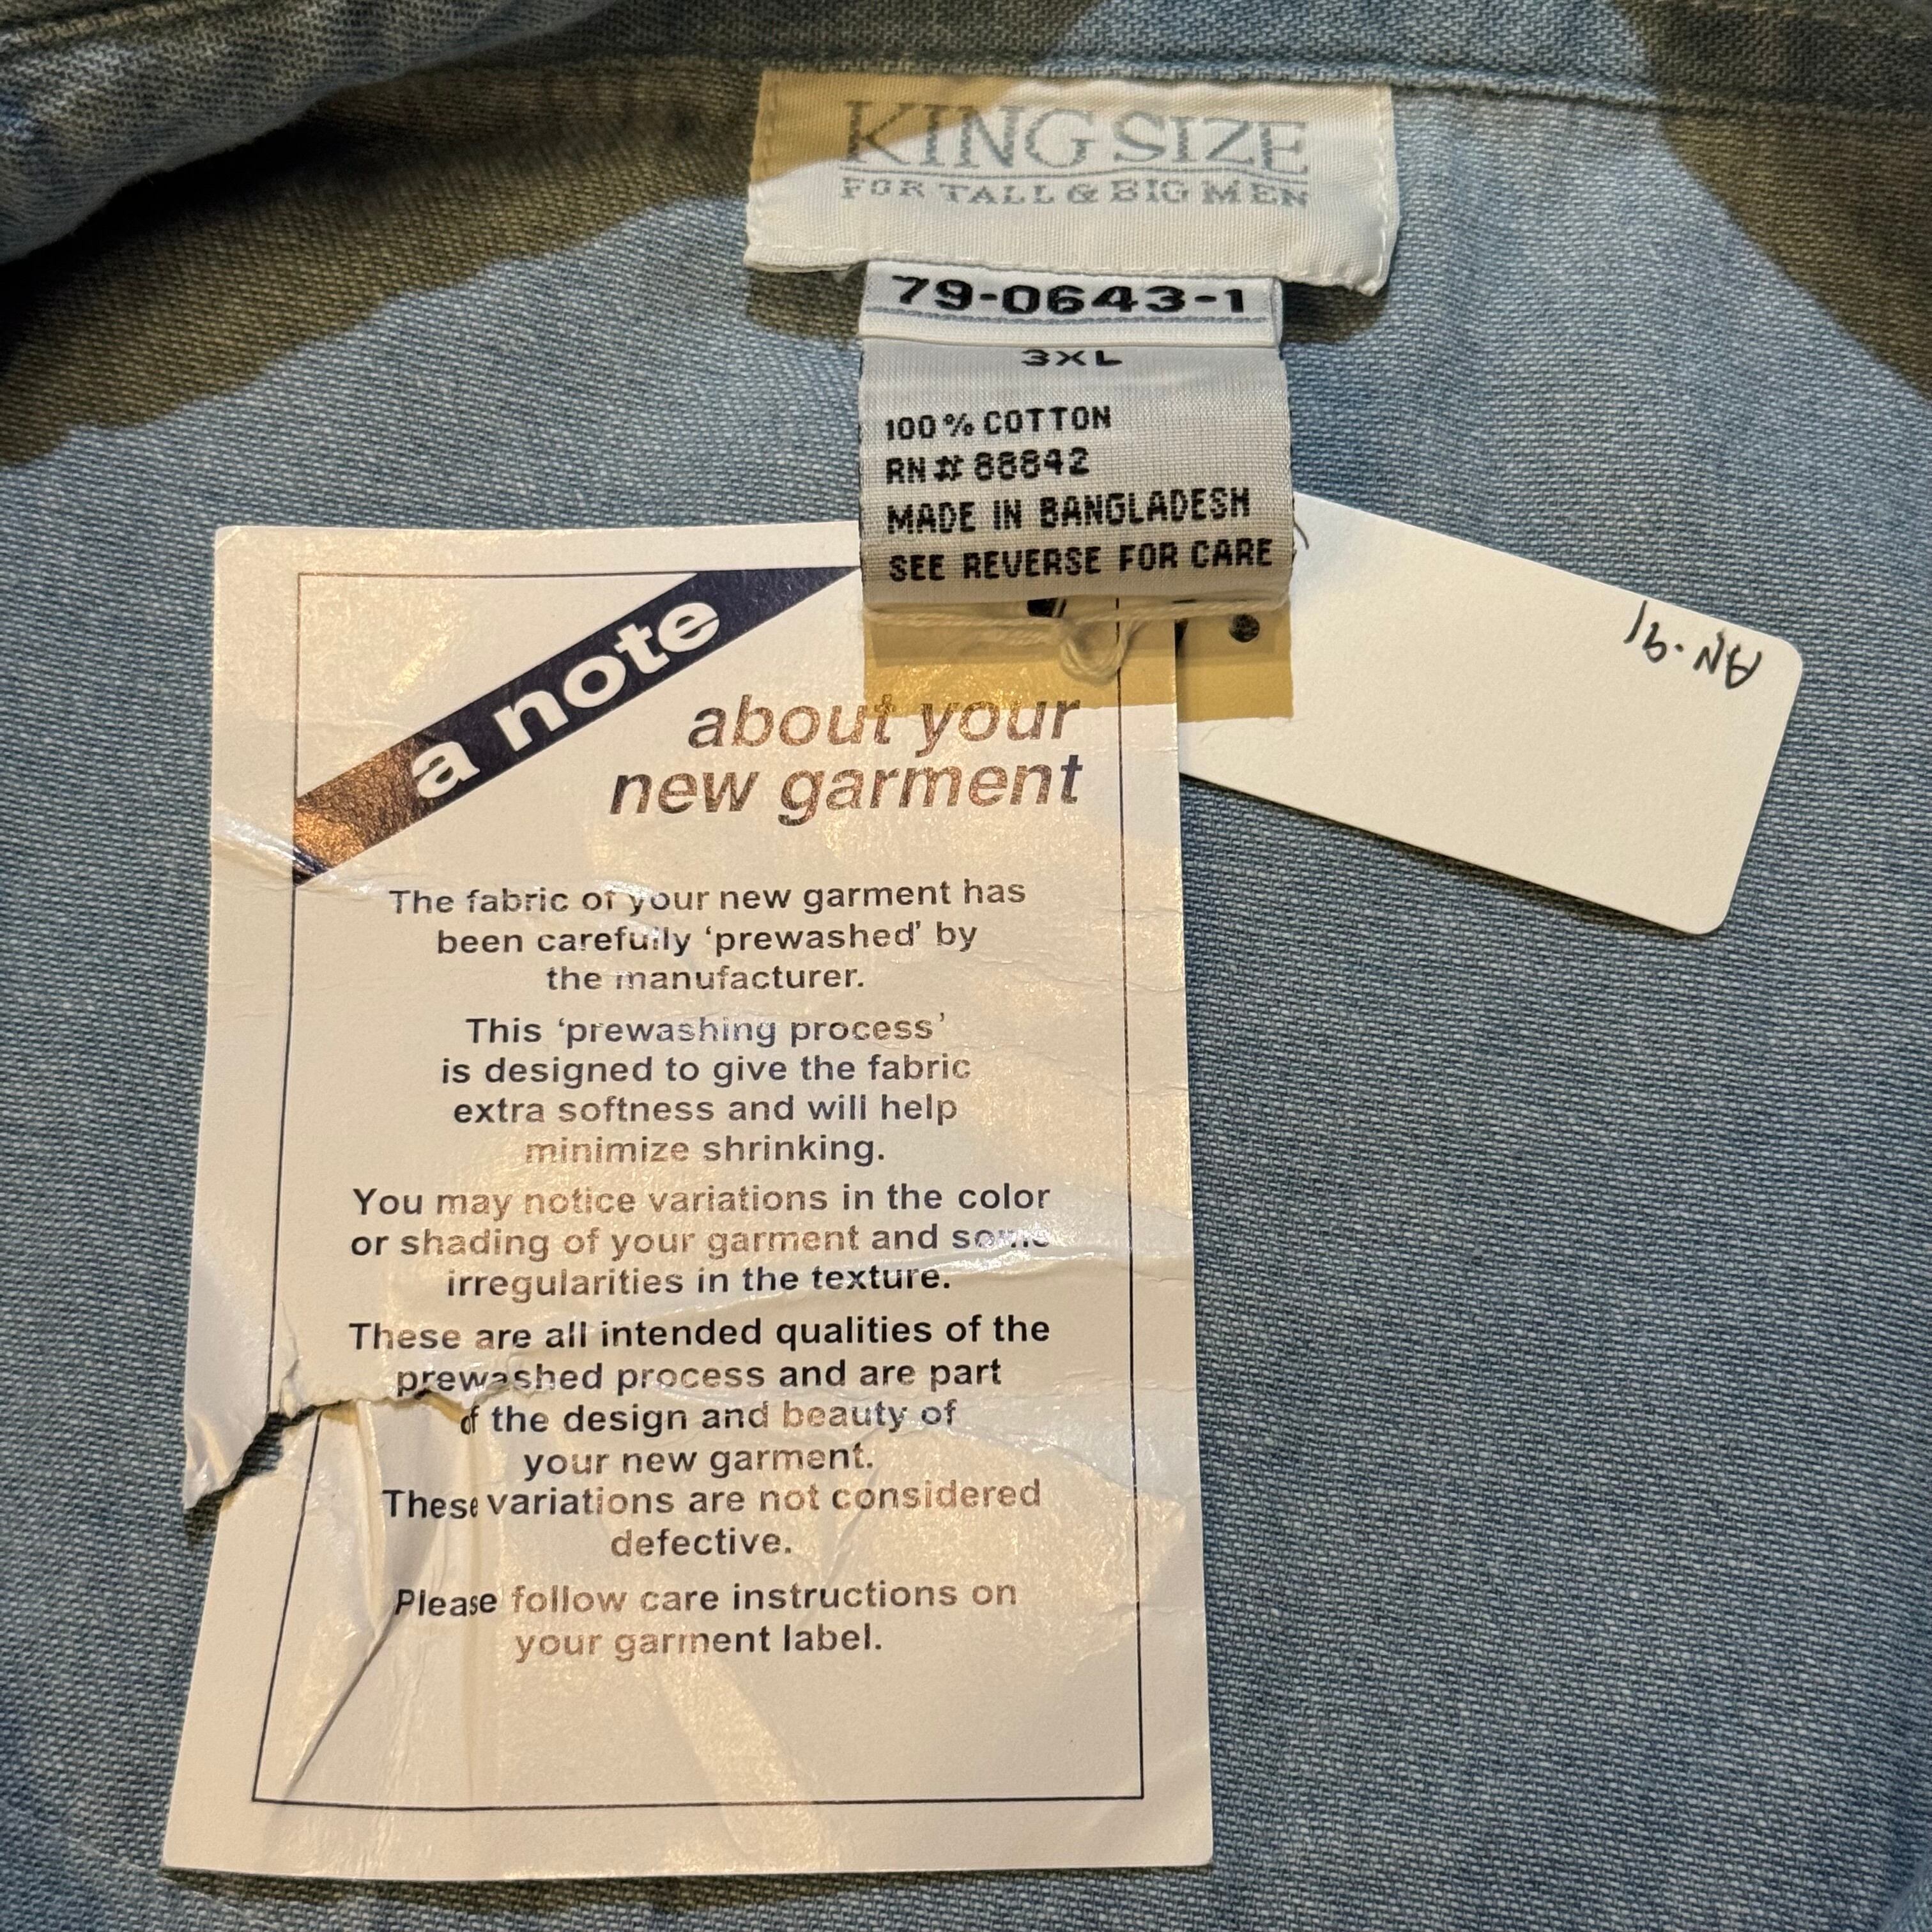 KINGSIZE
FOR TALL & BIG MEN
79-0643-1
3XL
100% COTTON
RN# 88842
MADE IN BANGLADESH
SEE REVERSE FOR CARE
AN-91
a note
about your
new garment
The fabric of your new garment has
been carefully ‘prewashed’ by
the manufacturer.
This ‘prewashing process’
is designed to give the fabric
extra softness and will help
minimize shrinking.
You may notice variations in the color
or shading of your garment and some
irregularities in the texture.
These are all intended qualities of the
prewashed process and are part
of the design and beauty of
your new garment.
These variations are not considered
defective.
Please follow care instructions on
your garment label.